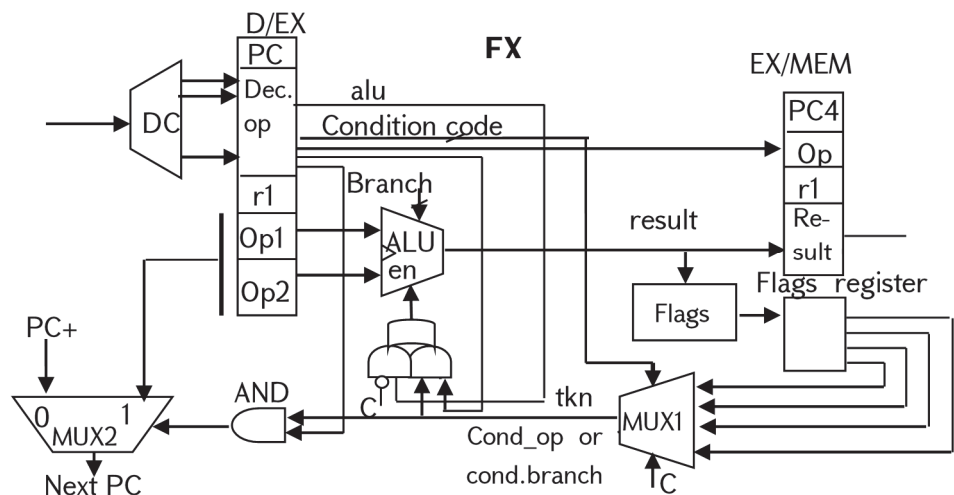 D/EX
FX
EX/MEM
PC
Dec.
op
alu
DC
Condition code
PC4
Op
r1
Branch
r1
result
Re-
sult
Op1
ALU
en
Op2
Flags register
Flags
PC+
AND
tkn
C
0
1
MUX2
MUX1
Cond_op or
cond.branch
C
Next PC